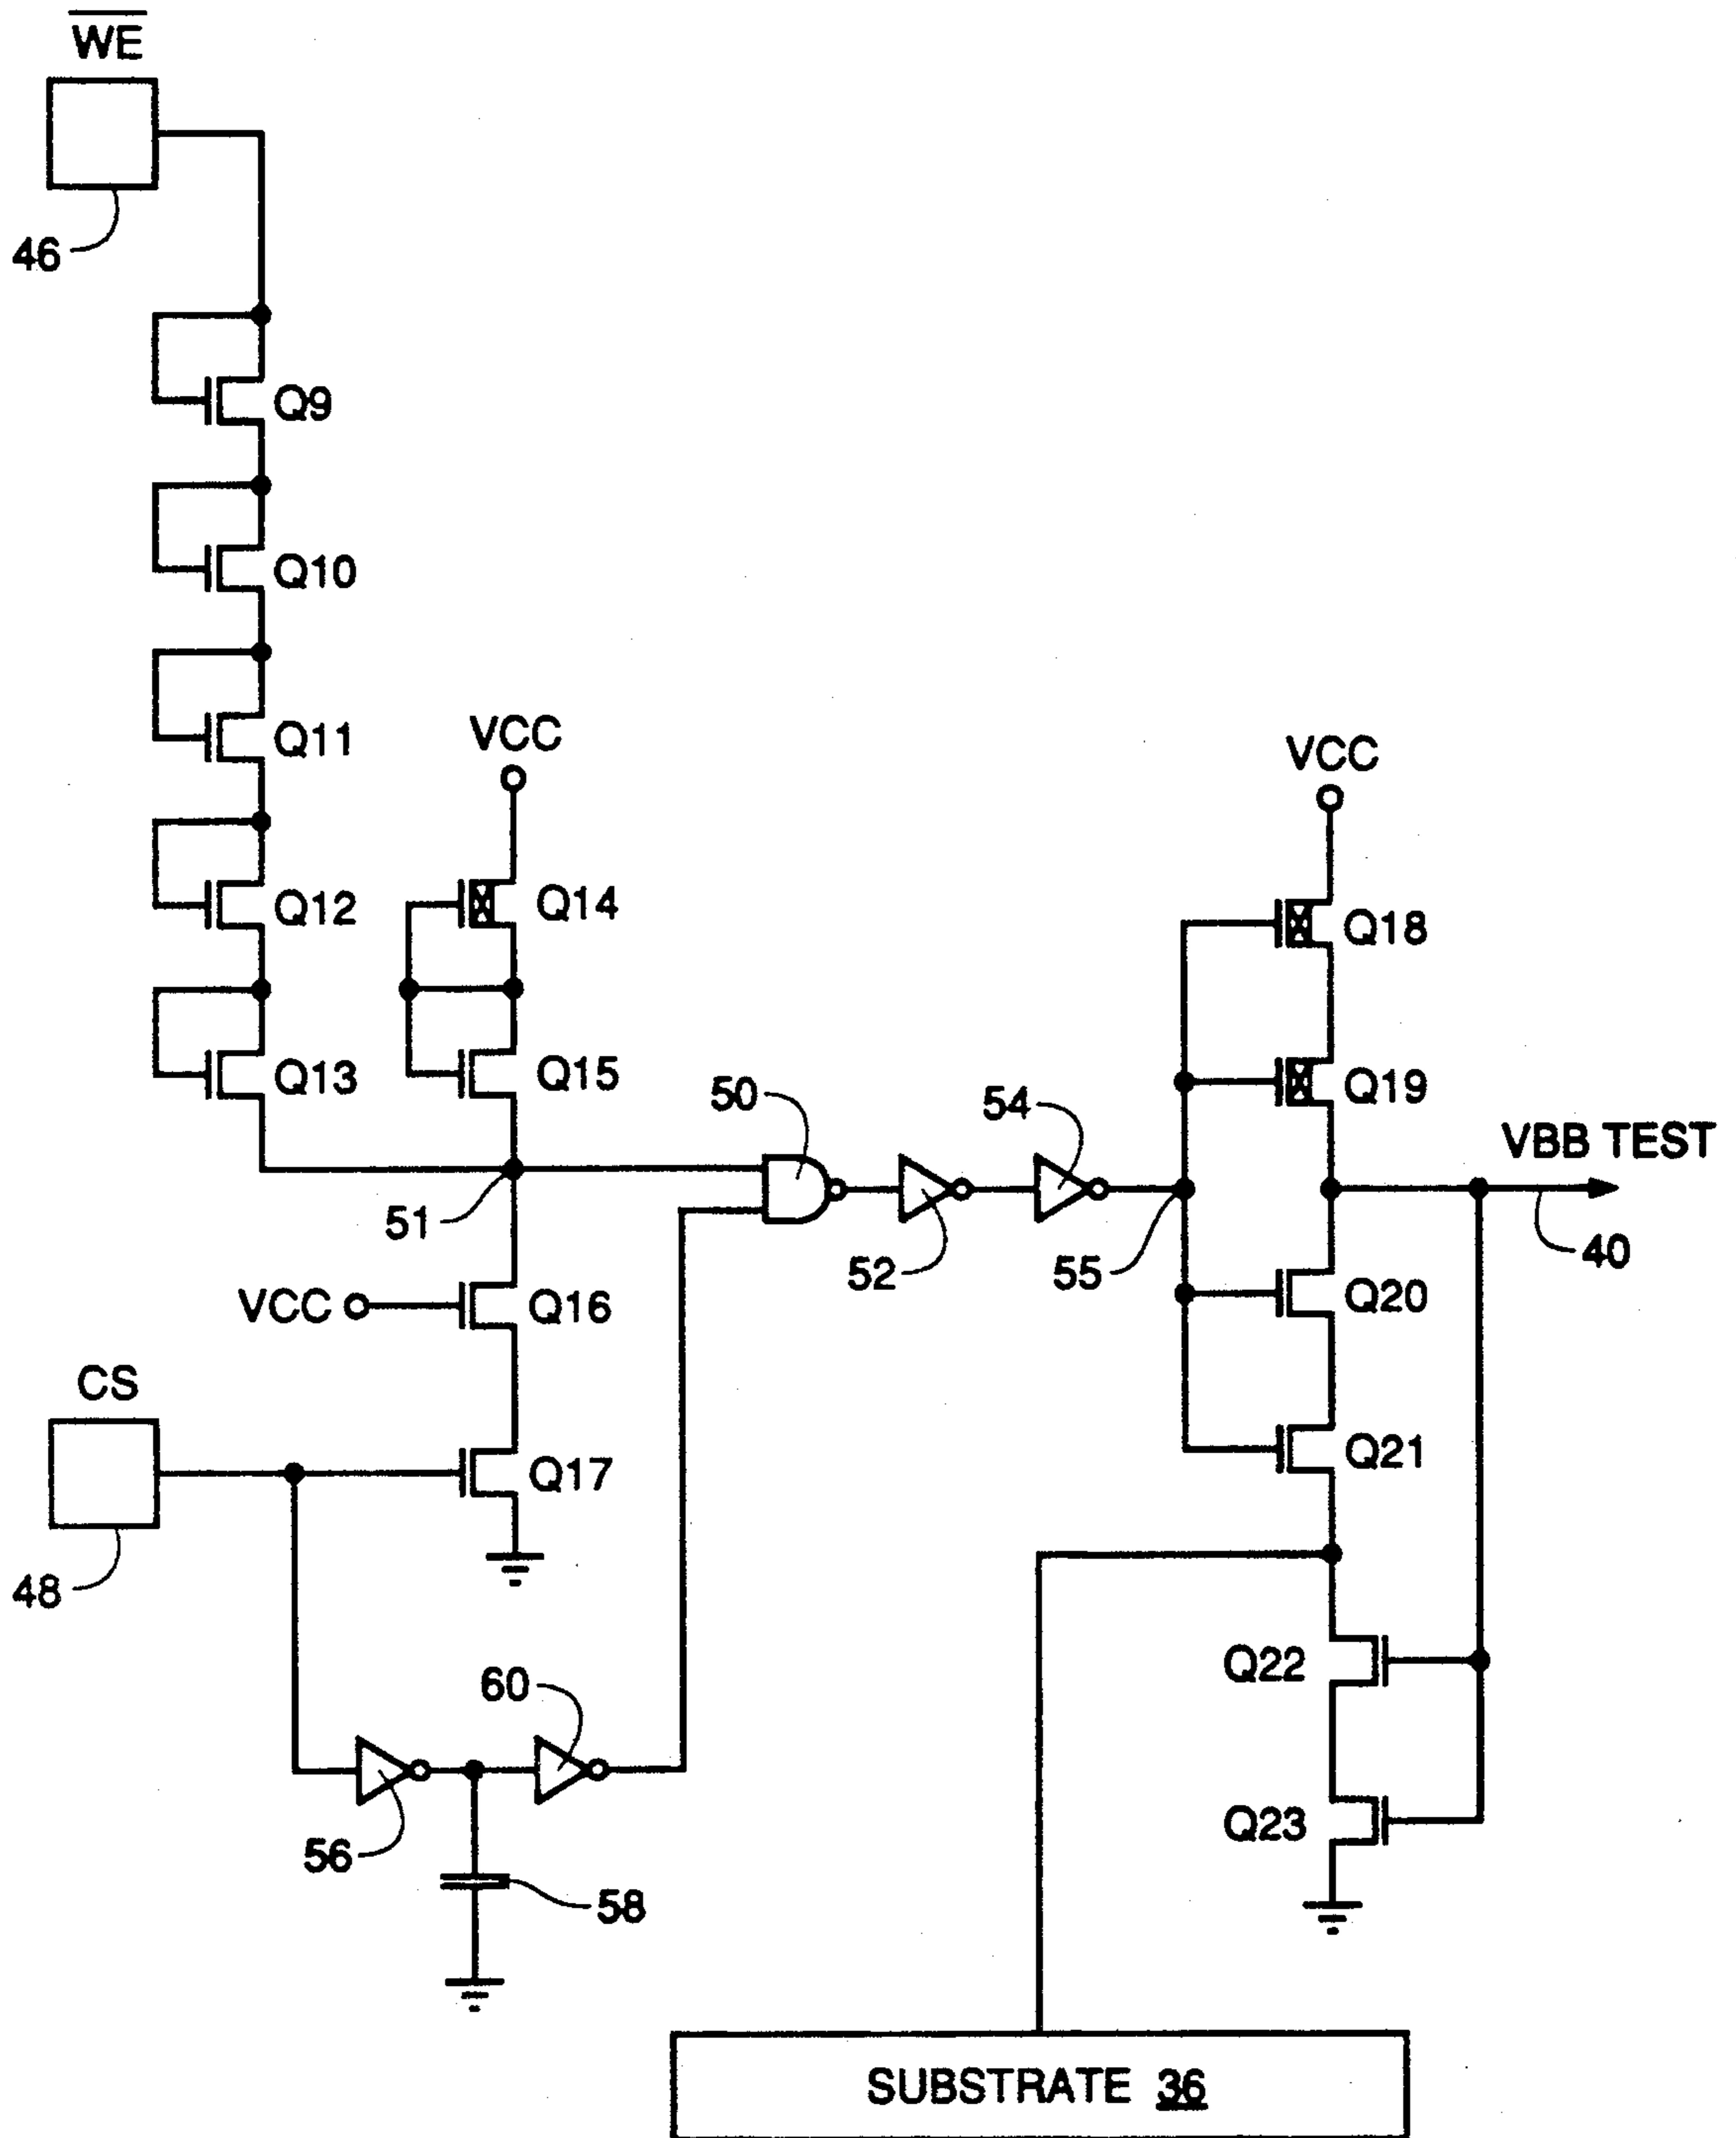 WE
46
Q9
Q10
Q11
Q12
Q13
VCC
Q14
Q15
51
VCC
Q16
CS
48
Q17
56
58
60
50
52
54
55
VCC
Q18
Q19
VBB TEST
40
Q20
Q21
Q22
Q23
SUBSTRATE 36